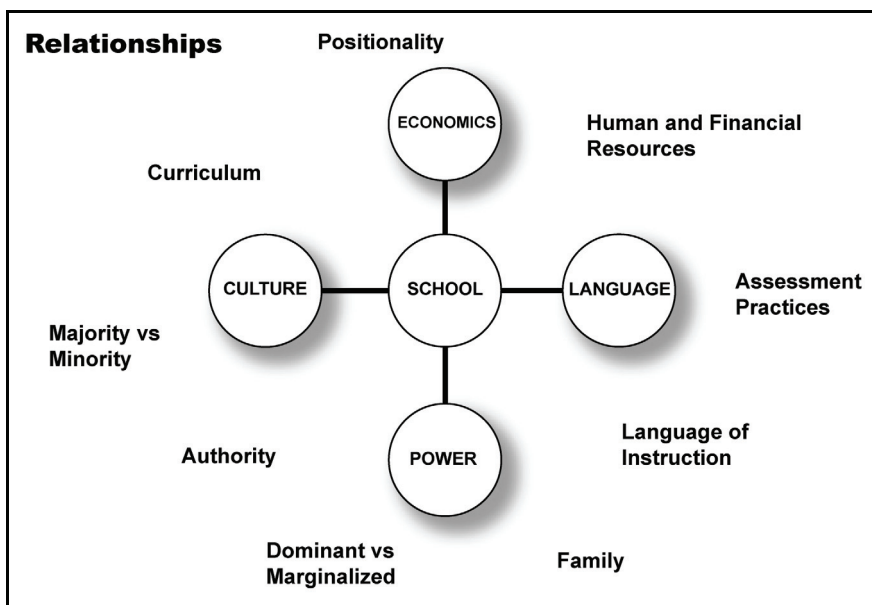 Relationships
Positionality
ECONOMICS
Human and Financial
Resources
Curriculum
CULTURE
SCHOOL
LANGUAGE
Assessment
Practices
Majority vs
Minority
Authority
POWER
Language of
Instruction
Dominant vs
Marginalized
Family